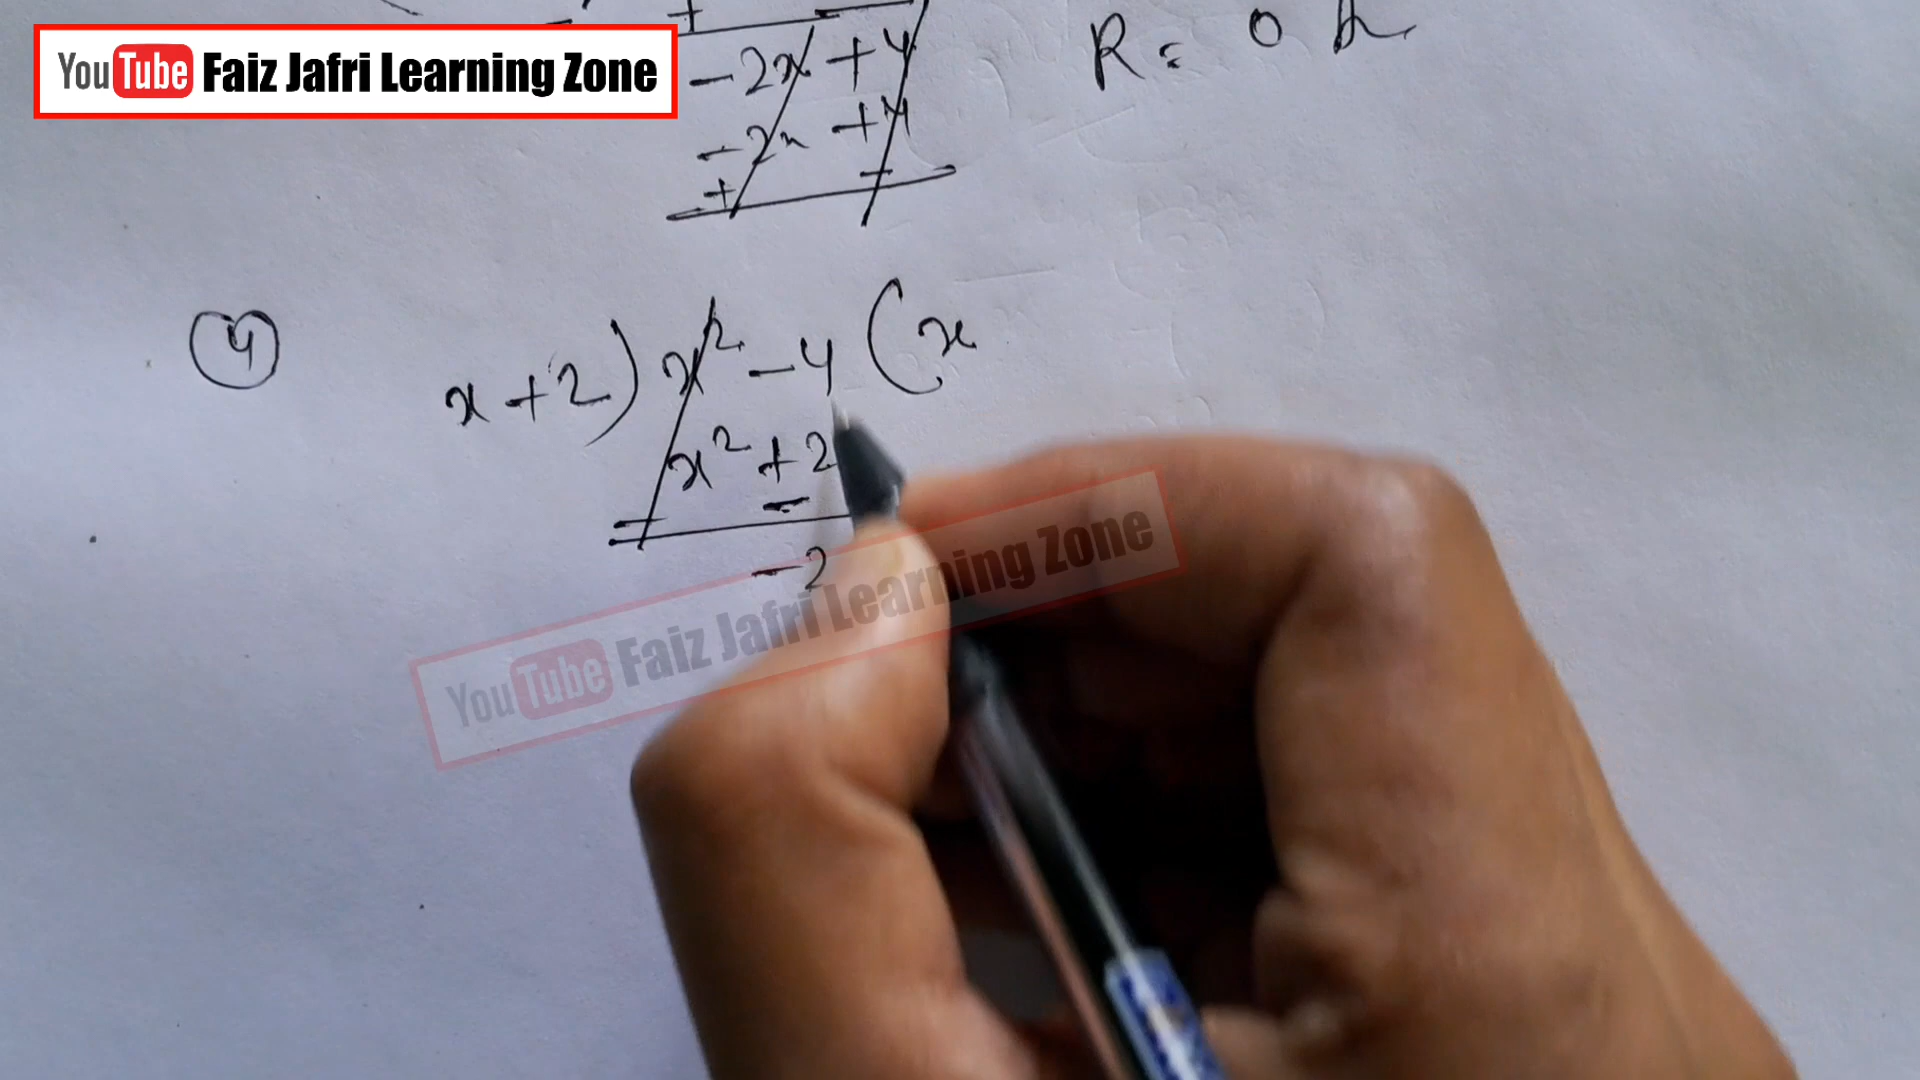 YouTube Faiz Jafri Learning Zone
- +
-2x + 4
R = 0
-2x + 4
+ -
(4)
x + 2 ) x² - 4 ( x
x² + 2
- -
-2
YouTube Faiz Jafri Learning Zone